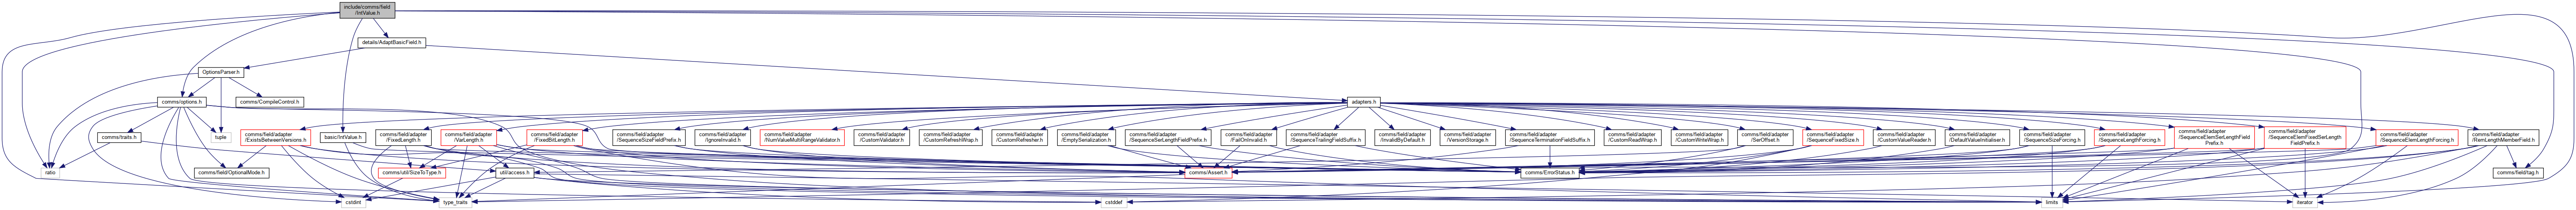 include/comms/field
/IntValue.h
details/AdaptBasicField.h
OptionsParser.h
comms/options.h
comms/CompileControl.h
adapters.h
comms/traits.h
tuple
comms/field/adapter
/ExistsBetweenVersions.h
basic/IntValue.h
comms/field/adapter
/FixedLength.h
comms/field/adapter
/VarLength.h
comms/field/adapter
/FixedBitLength.h
comms/field/adapter
/SequenceSizeFieldPrefix.h
comms/field/adapter
/IgnoreInvalid.h
comms/field/adapter
/NumValueMultiRangeValidator.h
comms/field/adapter
/CustomValidator.h
comms/field/adapter
/CustomRefreshWrap.h
comms/field/adapter
/CustomRefresher.h
comms/field/adapter
/EmptySerialization.h
comms/field/adapter
/SequenceSerLengthFieldPrefix.h
comms/field/adapter
/FailOnInvalid.h
comms/field/adapter
/SequenceTrailingFieldSuffix.h
comms/field/adapter
/InvalidByDefault.h
comms/field/adapter
/VersionStorage.h
comms/field/adapter
/SequenceTerminationFieldSuffix.h
comms/field/adapter
/CustomReadWrap.h
comms/field/adapter
/CustomWriteWrap.h
comms/field/adapter
/SerOffset.h
comms/field/adapter
/SequenceFixedSize.h
comms/field/adapter
/CustomValueReader.h
comms/field/adapter
/DefaultValueInitialiser.h
comms/field/adapter
/SequenceSizeForcing.h
comms/field/adapter
/SequenceLengthForcing.h
comms/field/adapter
/SequenceElemSerLengthField
Prefix.h
comms/field/adapter
/SequenceElemFixedSerLength
FieldPrefix.h
comms/field/adapter
/SequenceElemLengthForcing.h
comms/field/adapter
/RemLengthMemberField.h
ratio
comms/field/OptionalMode.h
comms/util/SizeToType.h
util/access.h
comms/Assert.h
comms/ErrorStatus.h
comms/field/tag.h
cstdint
type_traits
cstddef
limits
iterator